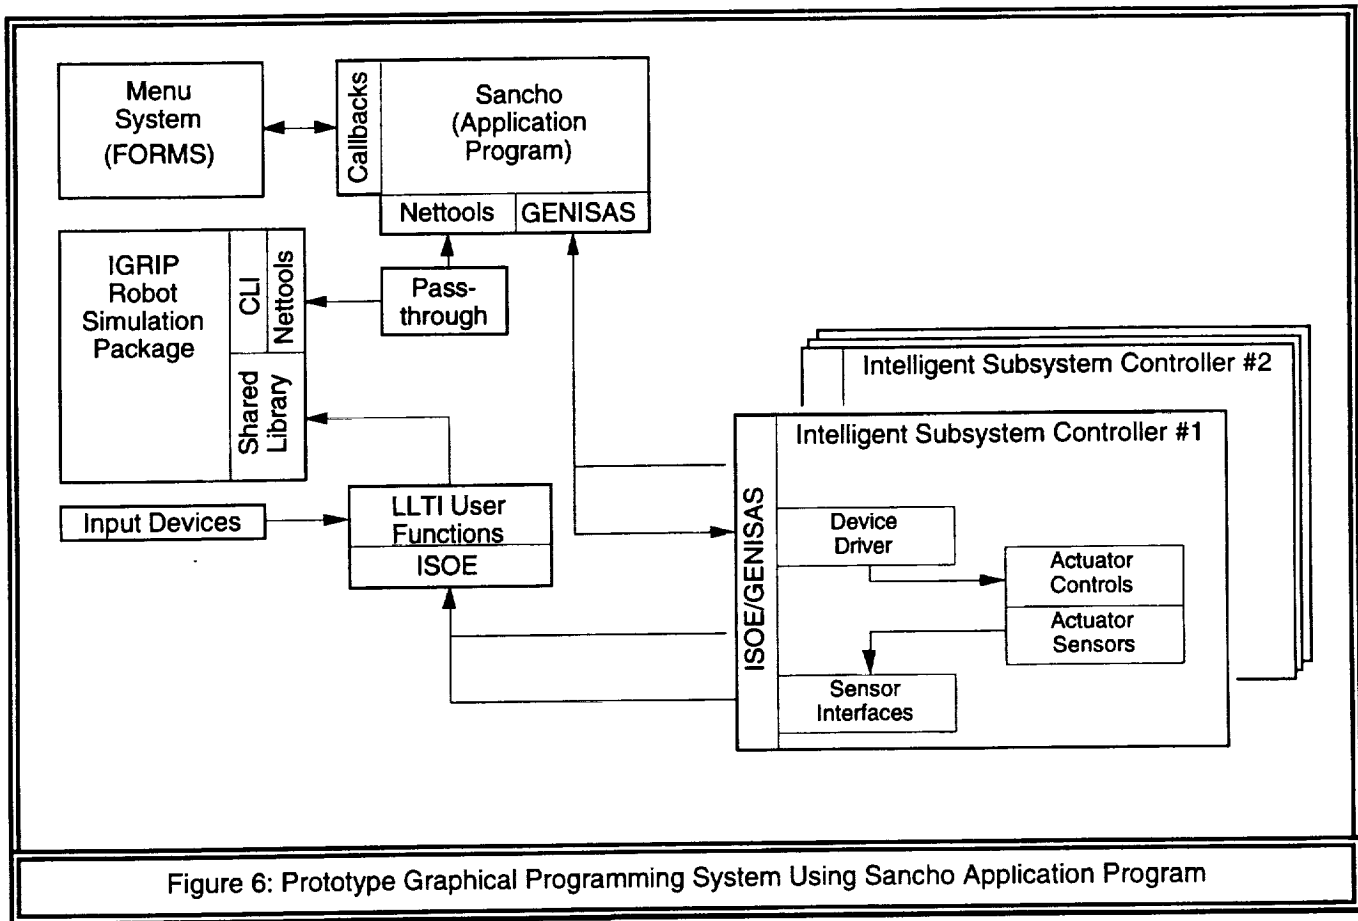 Menu
System
(FORMS)
Callbacks
Sancho
(Application
Program)
Nettools
GENISAS
IGRIP
Robot
Simulation
Package
CLI
Nettools
Shared
Library
Pass-
through
Input Devices
LLTI User
Functions
ISOE
Intelligent Subsystem Controller #2
Intelligent Subsystem Controller #1
ISOE/GENISAS
Device
Driver
Actuator
Controls
Actuator
Sensors
Sensor
Interfaces
Figure 6: Prototype Graphical Programming System Using Sancho Application Program